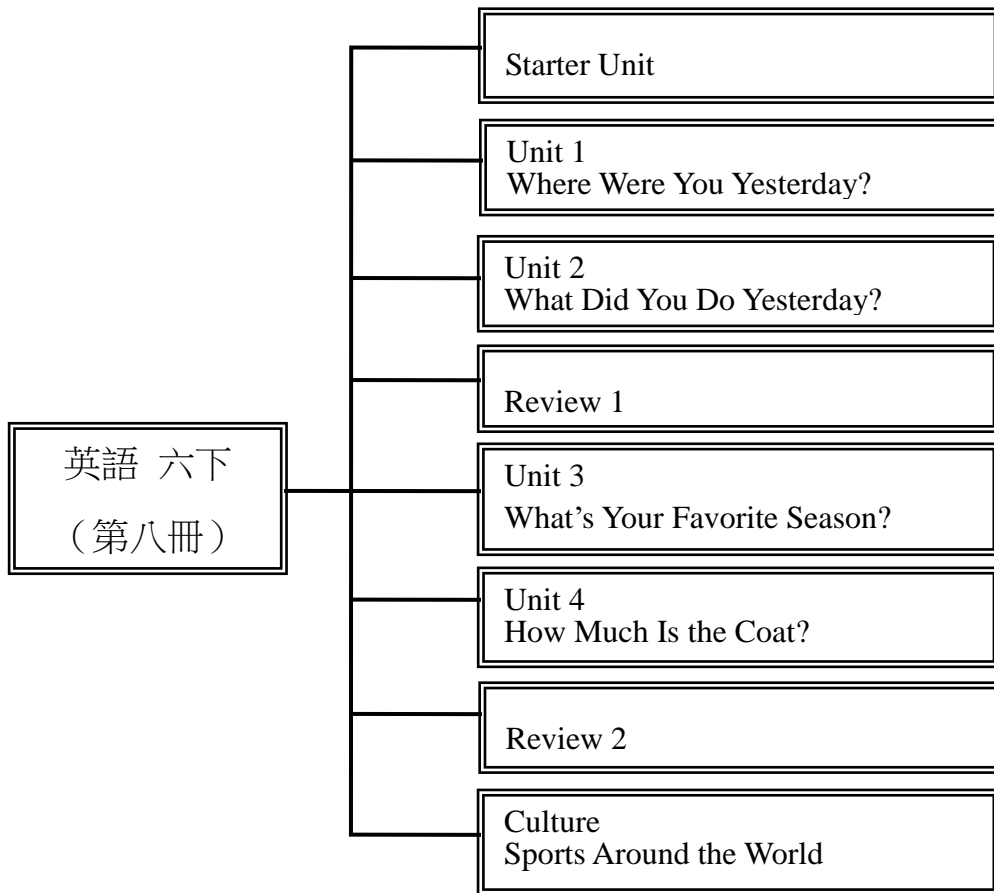 Starter Unit
Unit 1
Where Were You Yesterday?
Unit 2
What Did You Do Yesterday?
Review 1
英語 六下
（第八冊）
Unit 3
What’s Your Favorite Season?
Unit 4
How Much Is the Coat?
Review 2
Culture
Sports Around the World